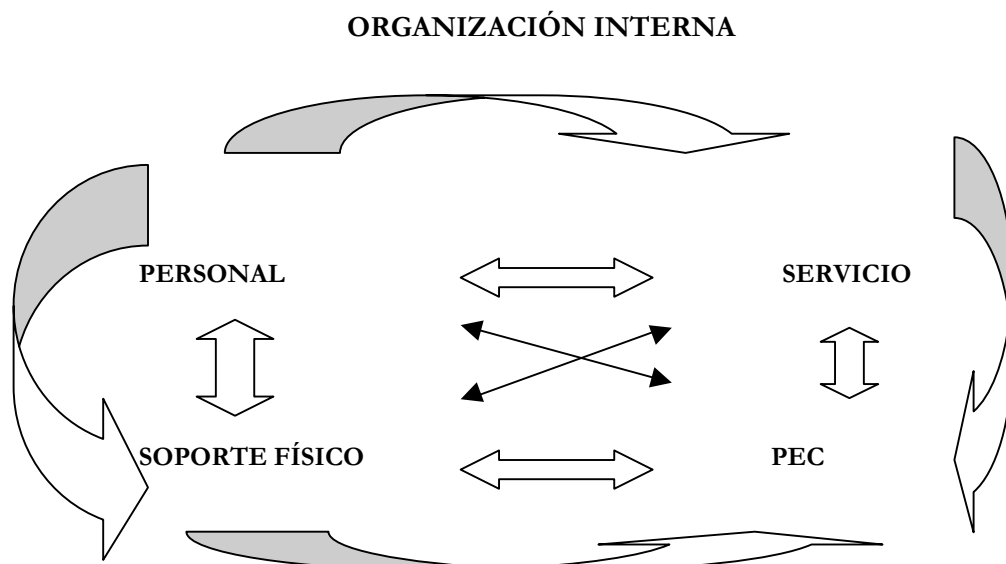 ORGANIZACIÓN INTERNA
PERSONAL SERVICIO
SOPORTE FÍSICO PEC